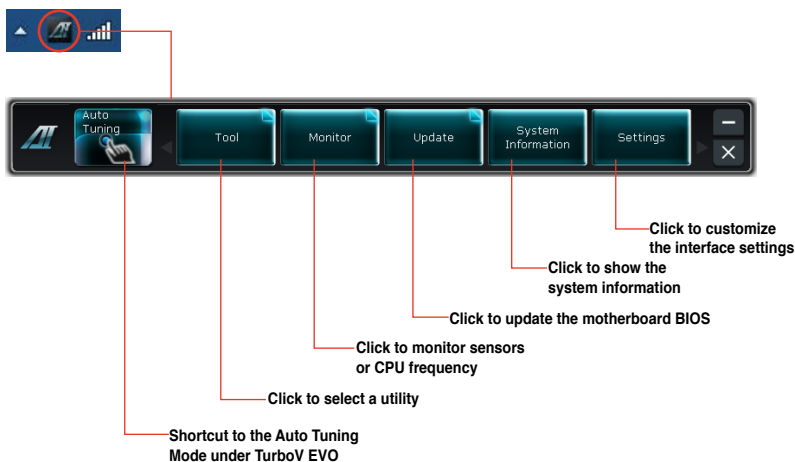 Auto
Tuning
Tool
Monitor
Update
System
Information
Settings
Click to customize
the interface settings
Click to show the
system information
Click to update the motherboard BIOS
Click to monitor sensors
or CPU frequency
Click to select a utility
Shortcut to the Auto Tuning
Mode under TurboV EVO